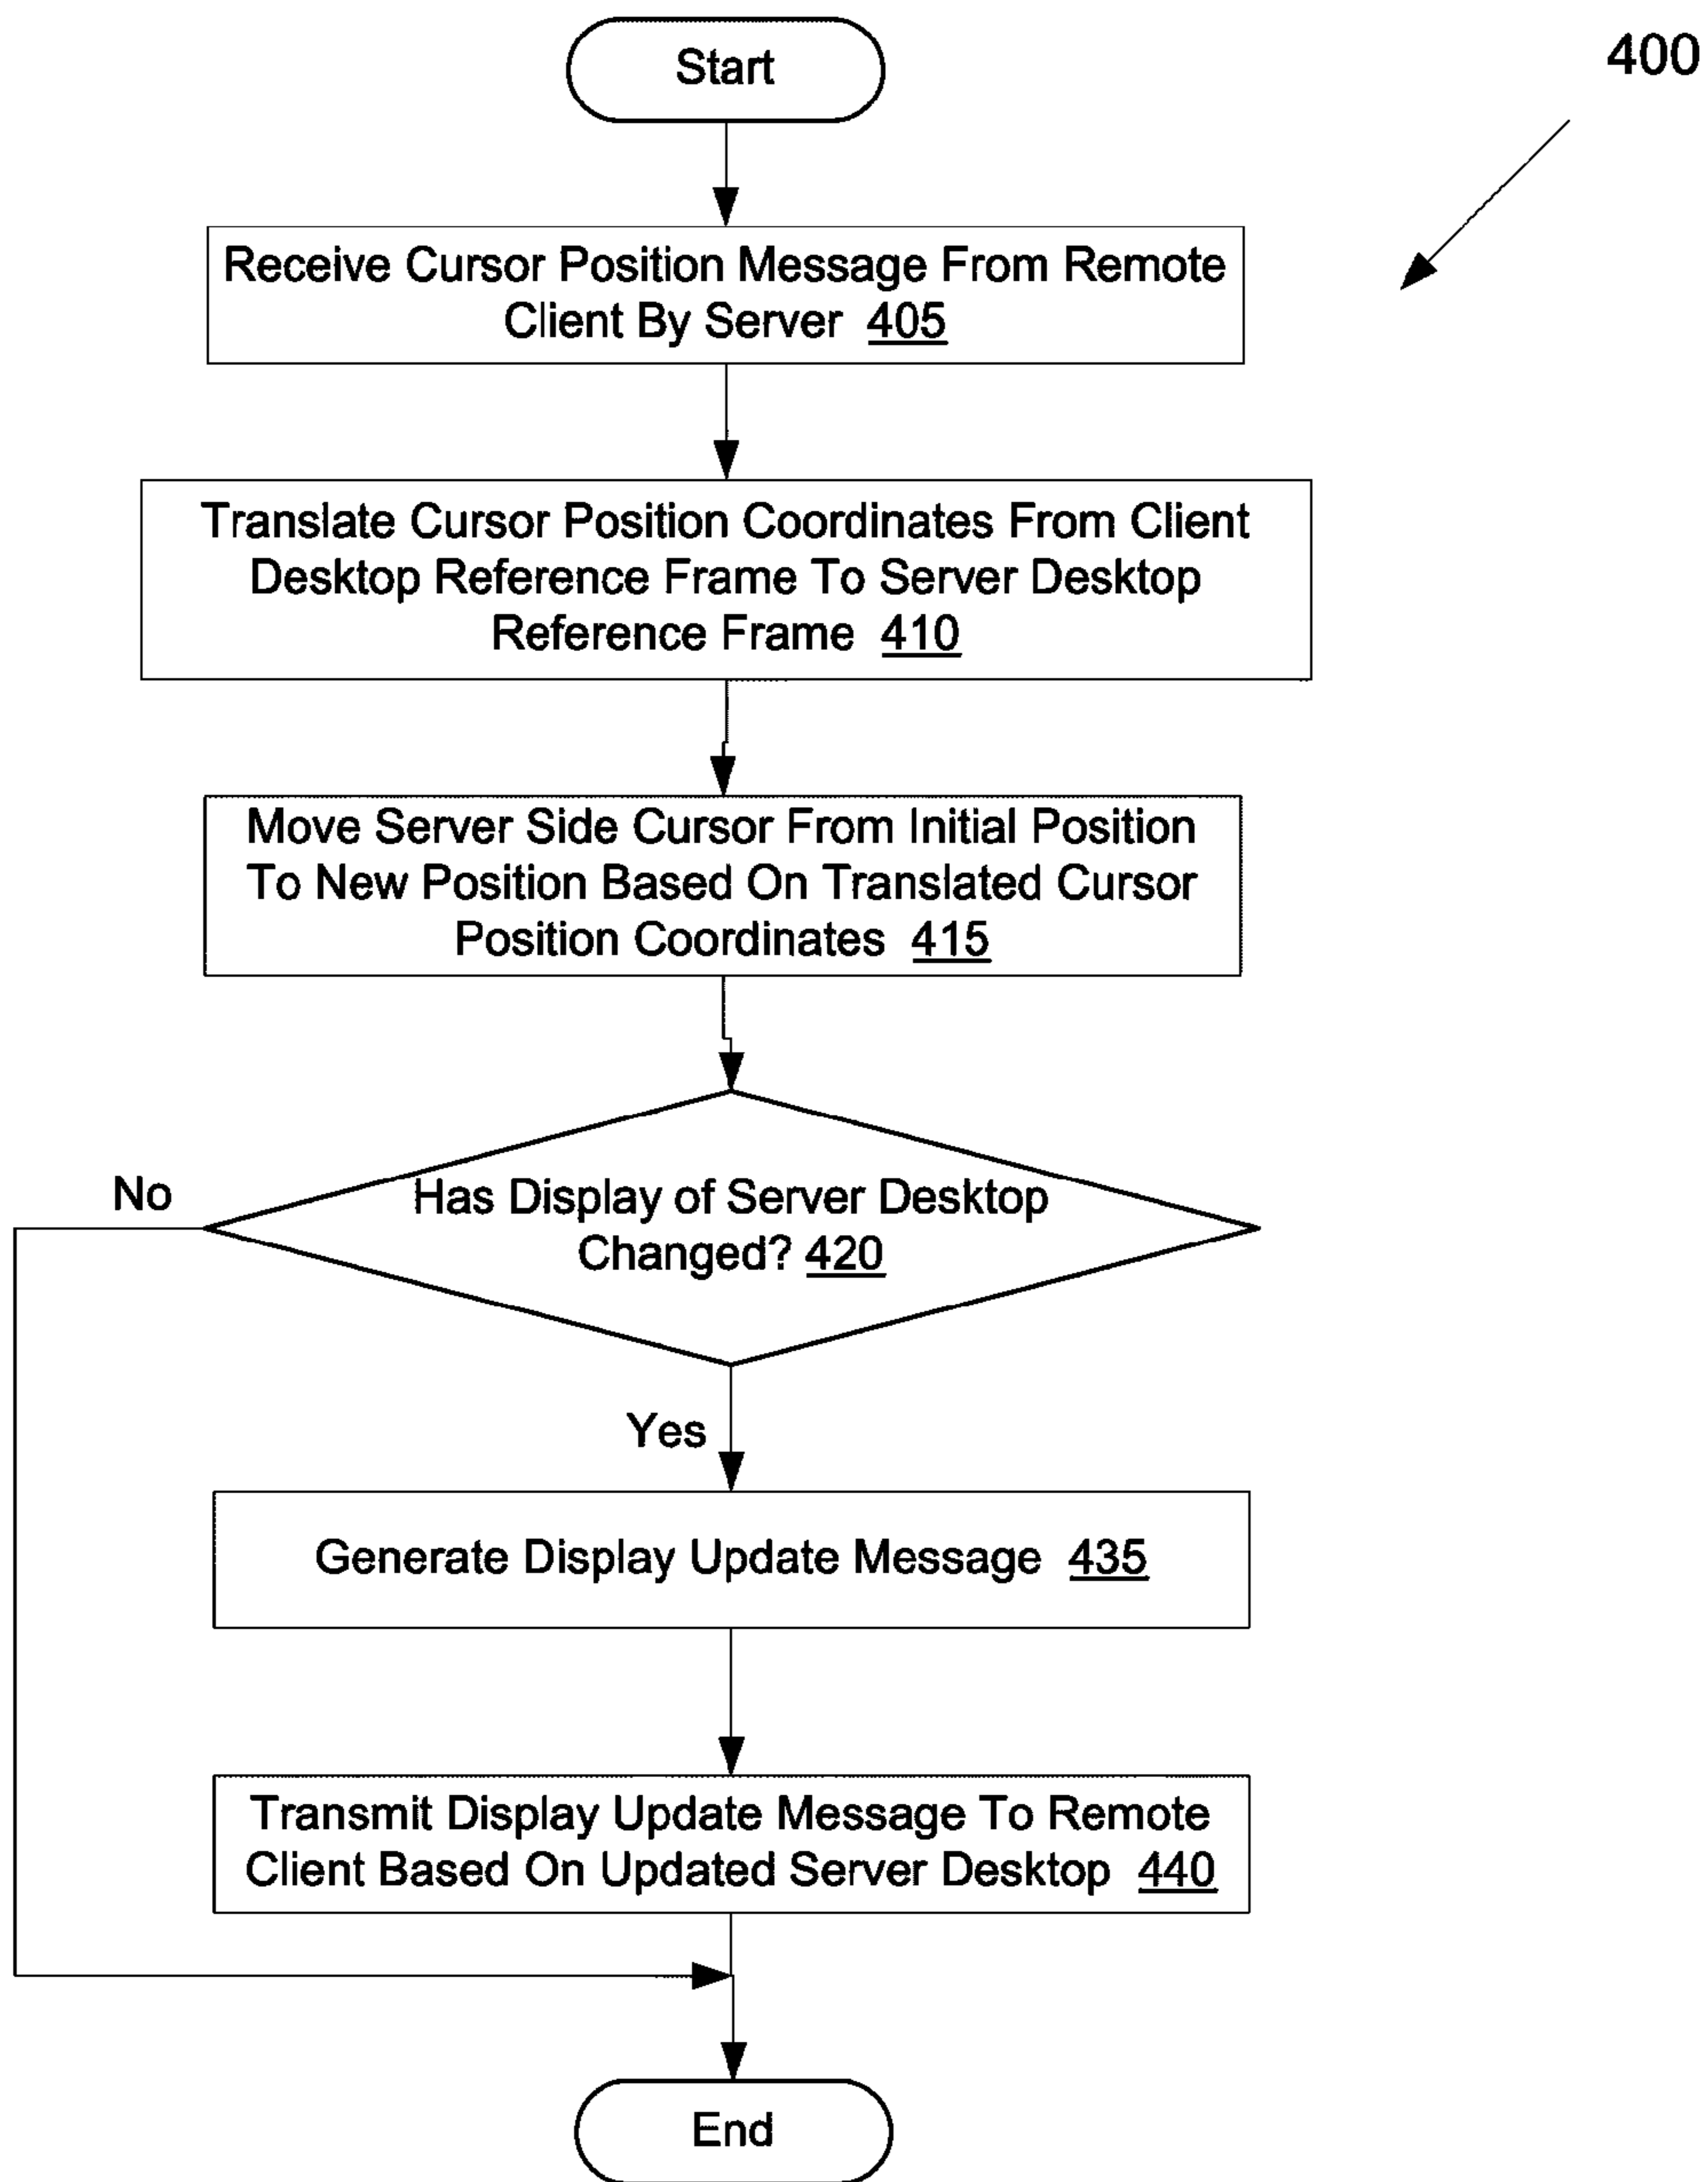 Start
400
Receive Cursor Position Message From Remote
Client By Server 405
Translate Cursor Position Coordinates From Client
Desktop Reference Frame To Server Desktop
Reference Frame 410
Move Server Side Cursor From Initial Position
To New Position Based On Translated Cursor
Position Coordinates 415
No
Has Display of Server Desktop
Changed? 420
Yes
Generate Display Update Message 435
Transmit Display Update Message To Remote
Client Based On Updated Server Desktop 440
End